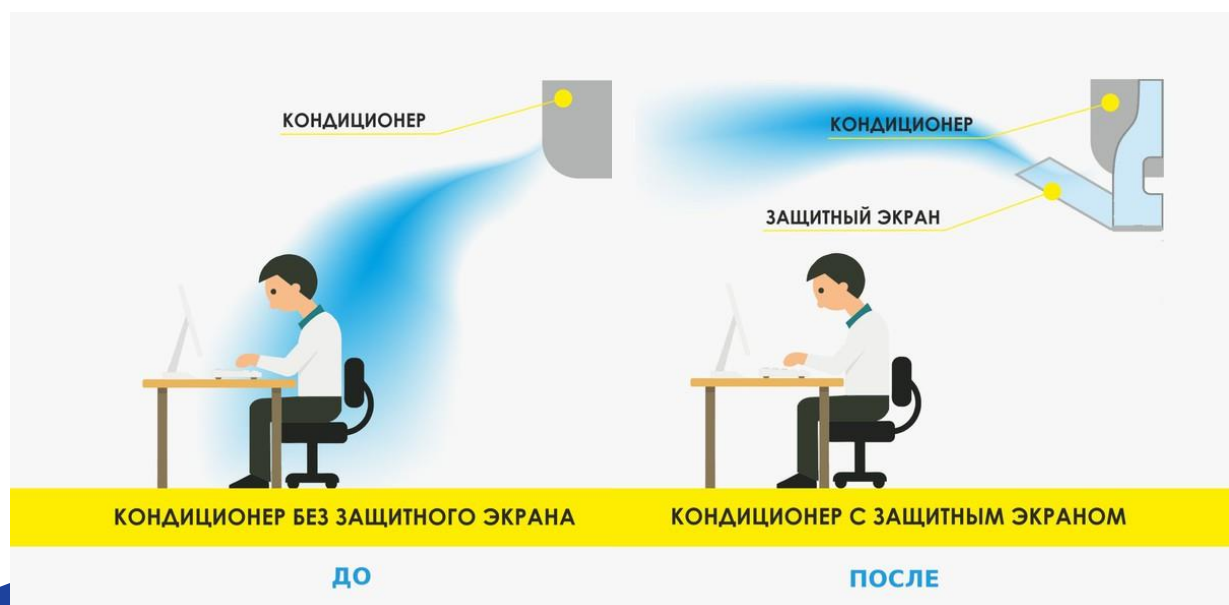 КОНДИЦИОНЕР
КОНДИЦИОНЕР
ЗАЩИТНЫЙ ЭКРАН
КОНДИЦИОНЕР БЕЗ ЗАЩИТНОГО ЭКРАНА
КОНДИЦИОНЕР С ЗАЩИТНЫМ ЭКРАНОМ
ДО
ПОСЛЕ